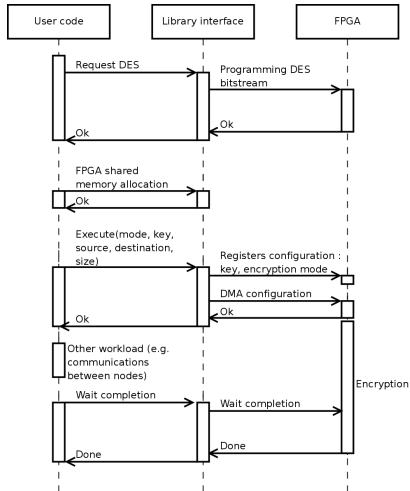 User code
Library interface
FPGA
Request DES
Programming DES
bitstream
Ok
Ok
FPGA shared
memory allocation
Ok
Execute(mode, key,
source, destination,
size)
Registers configuration :
key, encryption mode
DMA configuration
Ok
Ok
Other workload (e.g.
communications
between nodes)
Encryption
Wait completion
Wait completion
Done
Done